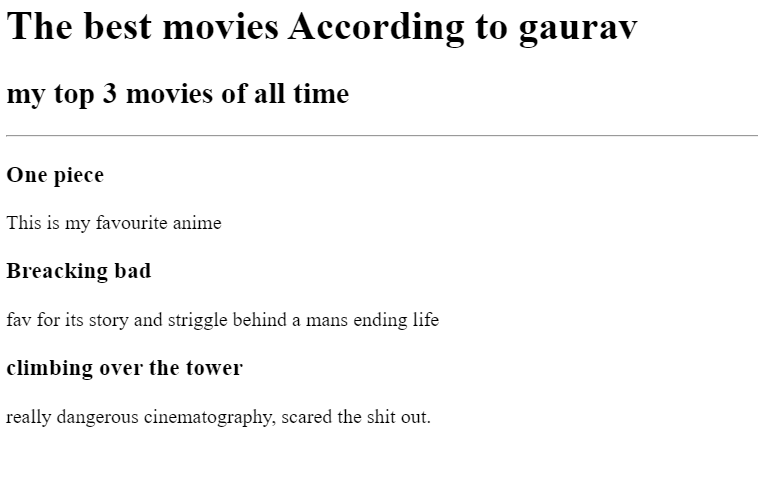 The best movies According to gaurav
my top 3 movies of all time
One piece
This is my favourite anime
Breacking bad
fav for its story and striggle behind a mans ending life
climbing over the tower
really dangerous cinematography, scared the shit out.